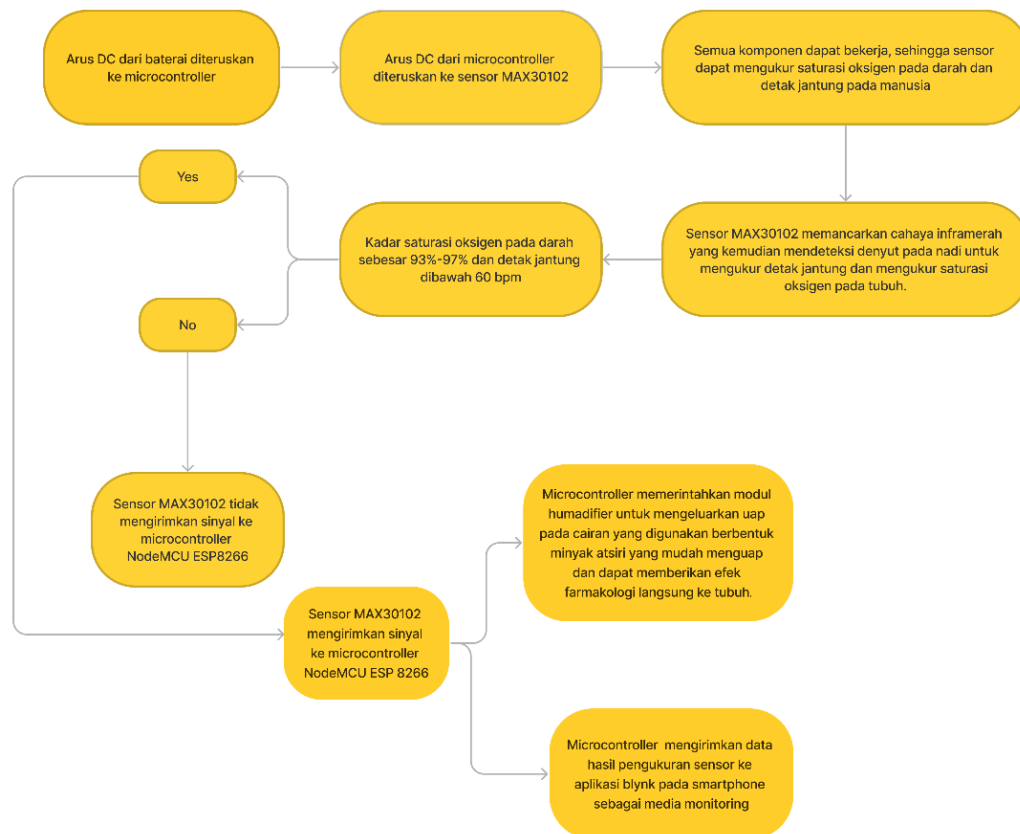 Arus DC dari baterai diteruskan
ke microcontroller
Arus DC dari microcontroller
diteruskan ke sensor MAX30102
Semua komponen dapat bekerja, sehingga sensor
dapat mengukur saturasi oksigen pada darah dan
detak jantung pada manusia
Yes
Kadar saturasi oksigen pada darah
sebesar 93%-97% dan detak jantung
dibawah 60 bpm
Sensor MAX30102 memancarkan cahaya inframerah
yang kemudian mendeteksi denyut pada nadi untuk
mengukur detak jantung dan mengukur saturasi
oksigen pada tubuh.
No
Sensor MAX30102 tidak
mengirimkan sinyal ke
microcontroller
NodeMCU ESP8266
Microcontroller memerintahkan modul
humadifier untuk mengeluarkan uap
pada cairan yang digunakan berbentuk
minyak atsiri yang mudah menguap
dan dapat memberikan efek
farmakologi langsung ke tubuh.
Sensor MAX30102
mengirimkan sinyal
ke microcontroller
NodeMCU ESP 8266
Microcontroller mengirimkan data
hasil pengukuran sensor ke
aplikasi blynk pada smartphone
sebagai media monitoring